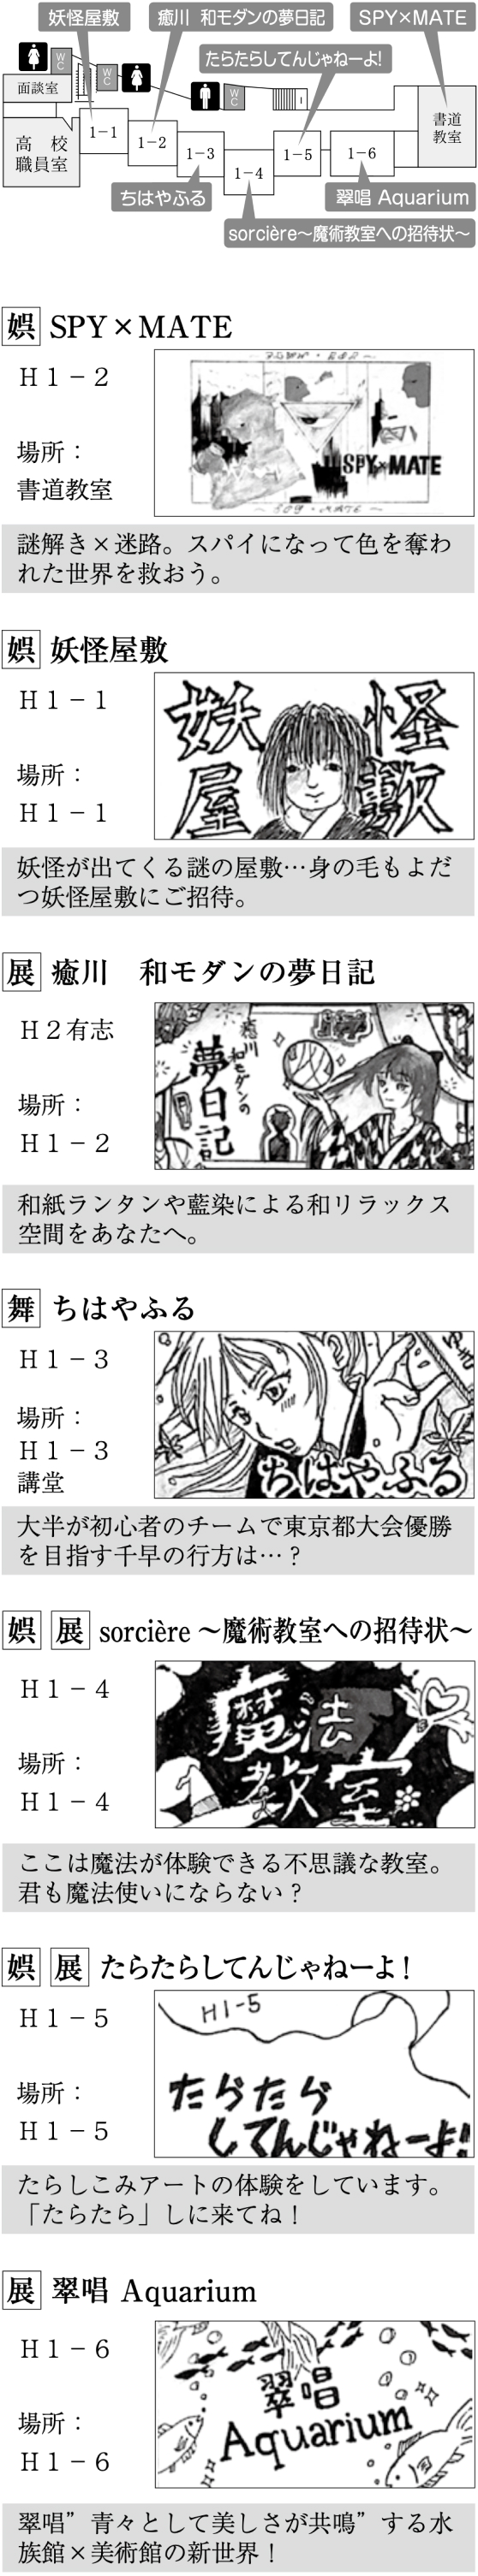 妖怪屋敷
癒川 和モダンの夢日記
SPY×MATE
たらたらしてんじゃねーよ!
WC
WC
WC
面談室
高校
職員室
1-1
1-2
1-3
1-4
1-5
1-6
書道
教室
ちはやふる
翠唱 Aquarium
sorcière～魔術教室への招待状～
娯 SPY×MATE
H1-2
場所：
書道教室
SPY×MATE
謎解き×迷路。スパイになって色を奪わ
れた世界を救おう。
娯 妖怪屋敷
H1-1
場所：
H1-1
妖怪
屋敷
妖怪が出てくる謎の屋敷…身の毛もよだ
つ妖怪屋敷にご招待。
展 癒川 和モダンの夢日記
H2有志
場所：
H1-2
癒川
和モダンの
夢日記
和紙ランタンや藍染による和リラックス
空間をあなたへ。
舞 ちはやふる
H1-3
場所：
H1-3
講堂
ちはやふる
大半が初心者のチームで東京都大会優勝
を目指す千早の行方は…？
娯 展 sorcière ～魔術教室への招待状～
H1-4
場所：
H1-4
魔法
教室
ここは魔法が体験できる不思議な教室。
君も魔法使いにならない？
娯 展 たらたらしてんじゃねーよ！
H1-5
場所：
H1-5
H1-5
たらたら
してんじゃねーよ!
たらしこみアートの体験をしています。
「たらたら」しに来てね！
展 翠唱 Aquarium
H1-6
場所：
H1-6
翠唱
Aquarium
翠唱”青々として美しさが共鳴”する水
族館×美術館の新世界！